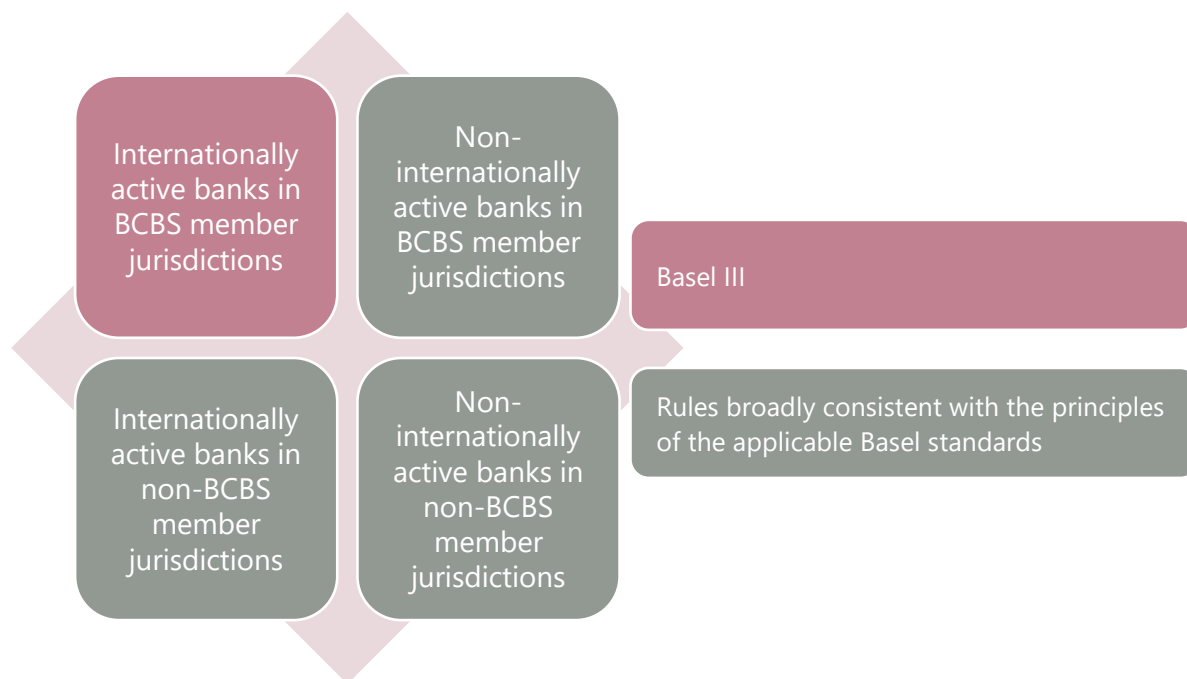 Internationally
active banks in
BCBS member
jurisdictions
Non-
internationally
active banks in
BCBS member
jurisdictions
Internationally
active banks in
non-BCBS
member
jurisdictions
Non-
internationally
active banks in
non-BCBS
member
jurisdictions
Basel III
Rules broadly consistent with the principles
of the applicable Basel standards